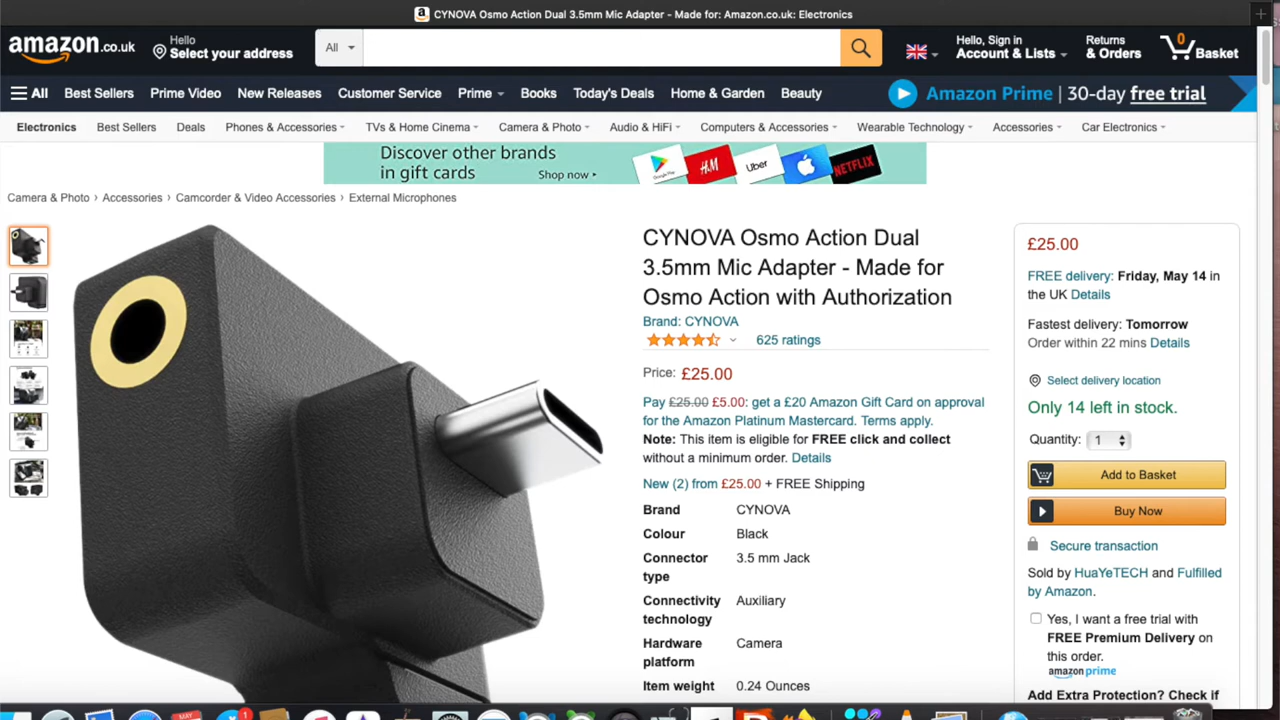 CYNOVA Osmo Action Dual 3.5mm Mic Adapter - Made for: Amazon.co.uk: Electronics
amazon.co.uk
Hello
Select your address
All
Hello, Sign in
Account & Lists
Returns
& Orders
0
Basket
All
Best Sellers
Prime Video
New Releases
Customer Service
Prime
Books
Today's Deals
Home & Garden
Beauty
Amazon Prime | 30-day free trial
Electronics
Best Sellers
Deals
Phones & Accessories
TVs & Home Cinema
Camera & Photo
Audio & HiFi
Computers & Accessories
Wearable Technology
Accessories
Car Electronics
Discover other brands
in gift cards
Shop now
Google Play
H&M
Uber
NETFLIX
Camera & Photo › Accessories › Camcorder & Video Accessories › External Microphones
CYNOVA Osmo Action Dual
3.5mm Mic Adapter - Made for
Osmo Action with Authorization
Brand: CYNOVA
625 ratings
Price: £25.00
Pay £25.00 £5.00: get a £20 Amazon Gift Card on approval
for the Amazon Platinum Mastercard. Terms apply.
Note: This item is eligible for FREE click and collect
without a minimum order. Details
New (2) from £25.00 + FREE Shipping
Brand CYNOVA
Colour Black
Connector 3.5 mm Jack
type
Connectivity Auxiliary
technology
Hardware Camera
platform
Item weight 0.24 Ounces
£25.00
FREE delivery: Friday, May 14 in
the UK Details
Fastest delivery: Tomorrow
Order within 22 mins Details
Select delivery location
Only 14 left in stock.
Quantity: 1
Add to Basket
Buy Now
Secure transaction
Sold by HuaYeTECH and Fulfilled
by Amazon.
Yes, I want a free trial with
FREE Premium Delivery on
this order.
amazon prime
Add Extra Protection? Check if
MAY
1